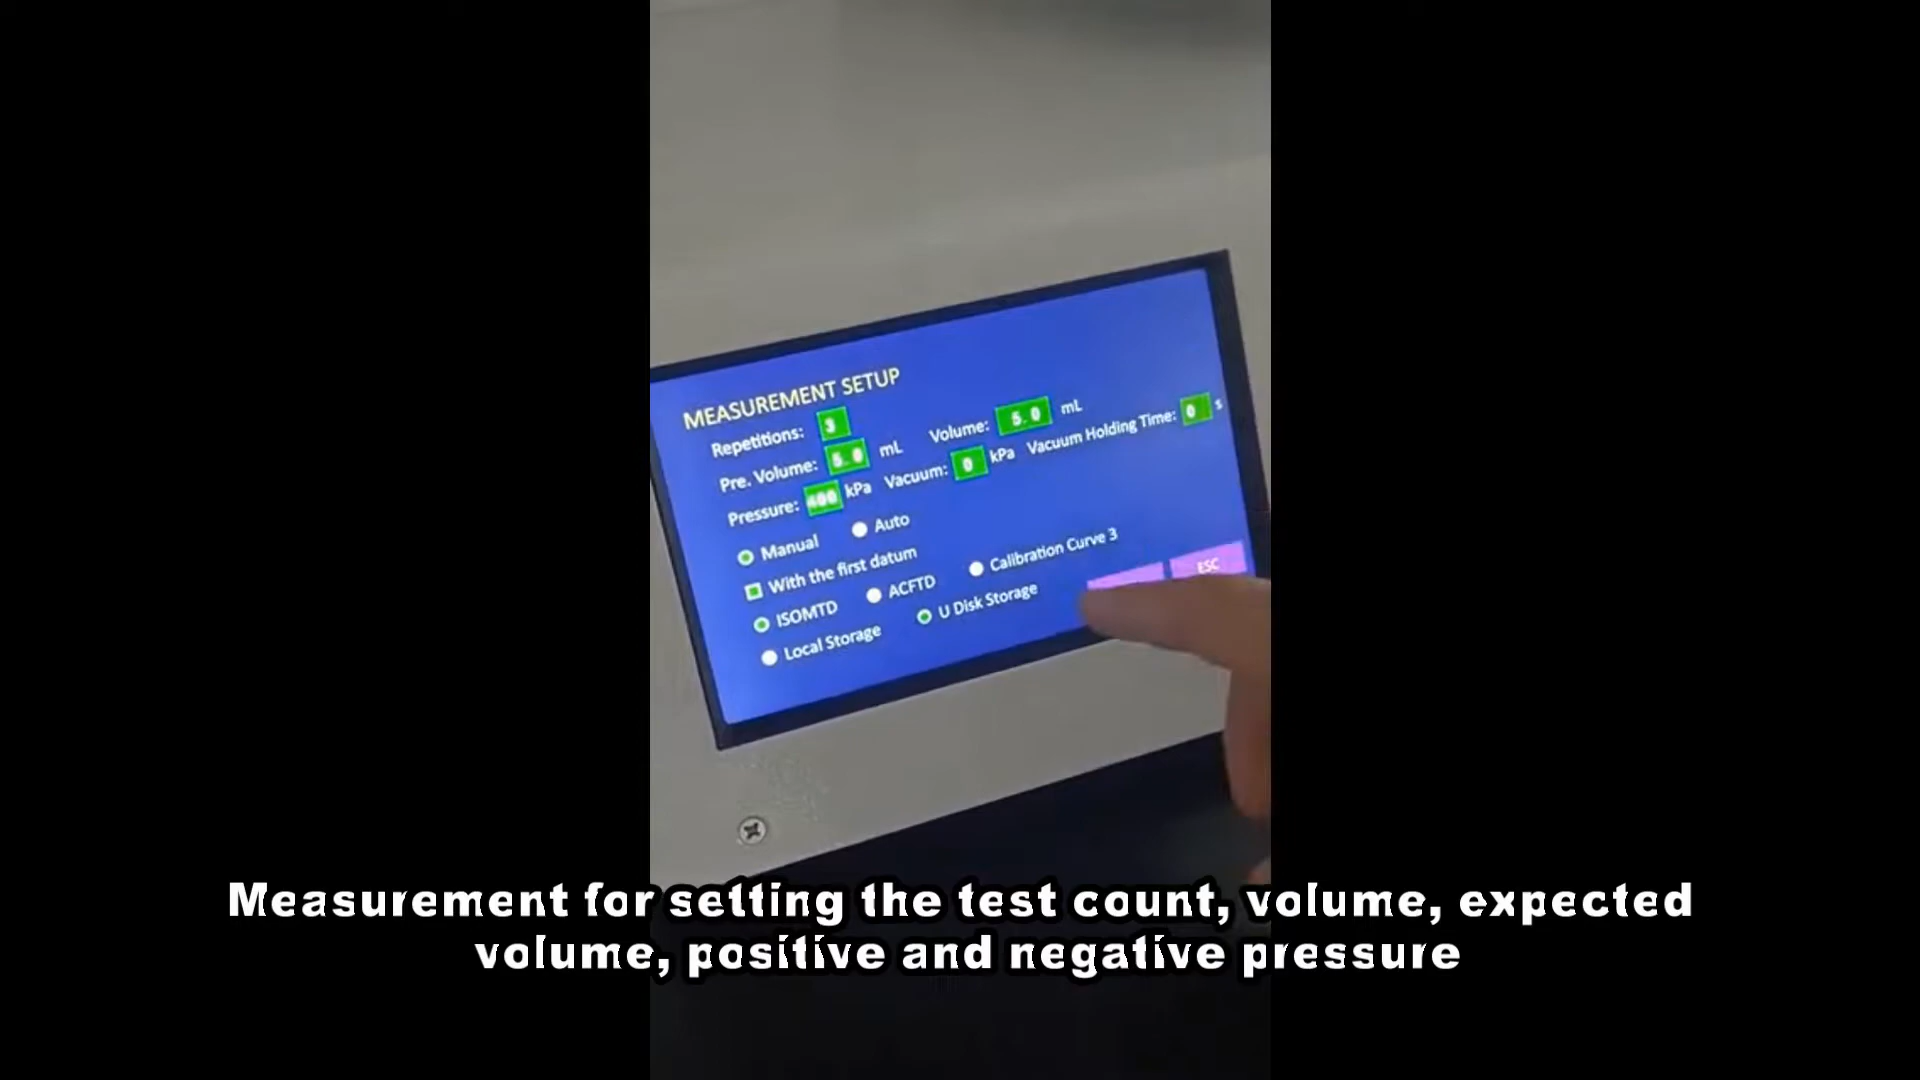 MEASUREMENT SETUP
Repetitions: 3
Pre. Volume: 5.0 mL Volume: 5.0 mL
Pressure: 400 kPa Vacuum: 0 kPa Vacuum Holding Time: 0 s
Manual Auto
With the first datum
ISOMTD ACFTD Calibration Curve 3
Local Storage U Disk Storage
ESC
Measurement for setting the test count, volume, expected
volume, positive and negative pressure